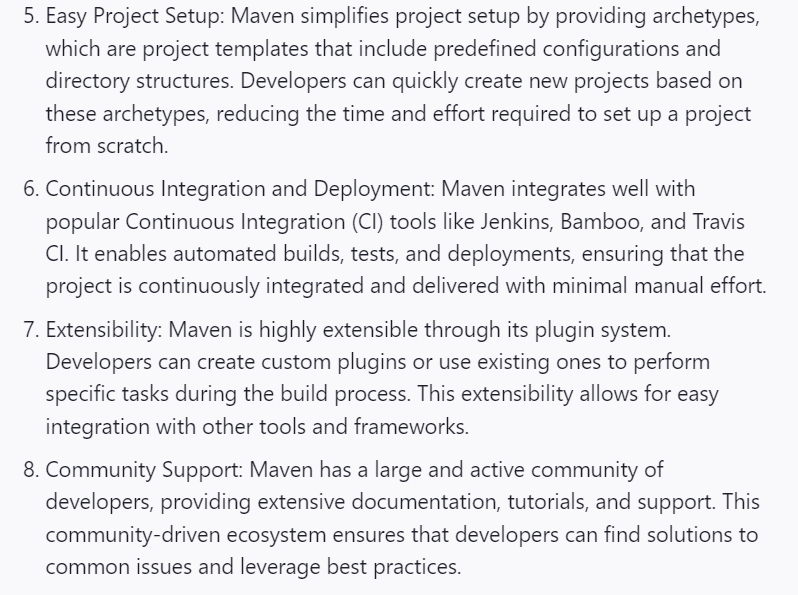 5. Easy Project Setup: Maven simplifies project setup by providing archetypes,
which are project templates that include predefined configurations and
directory structures. Developers can quickly create new projects based on
these archetypes, reducing the time and effort required to set up a project
from scratch.
6. Continuous Integration and Deployment: Maven integrates well with
popular Continuous Integration (CI) tools like Jenkins, Bamboo, and Travis
CI. It enables automated builds, tests, and deployments, ensuring that the
project is continuously integrated and delivered with minimal manual effort.
7. Extensibility: Maven is highly extensible through its plugin system.
Developers can create custom plugins or use existing ones to perform
specific tasks during the build process. This extensibility allows for easy
integration with other tools and frameworks.
8. Community Support: Maven has a large and active community of
developers, providing extensive documentation, tutorials, and support. This
community-driven ecosystem ensures that developers can find solutions to
common issues and leverage best practices.